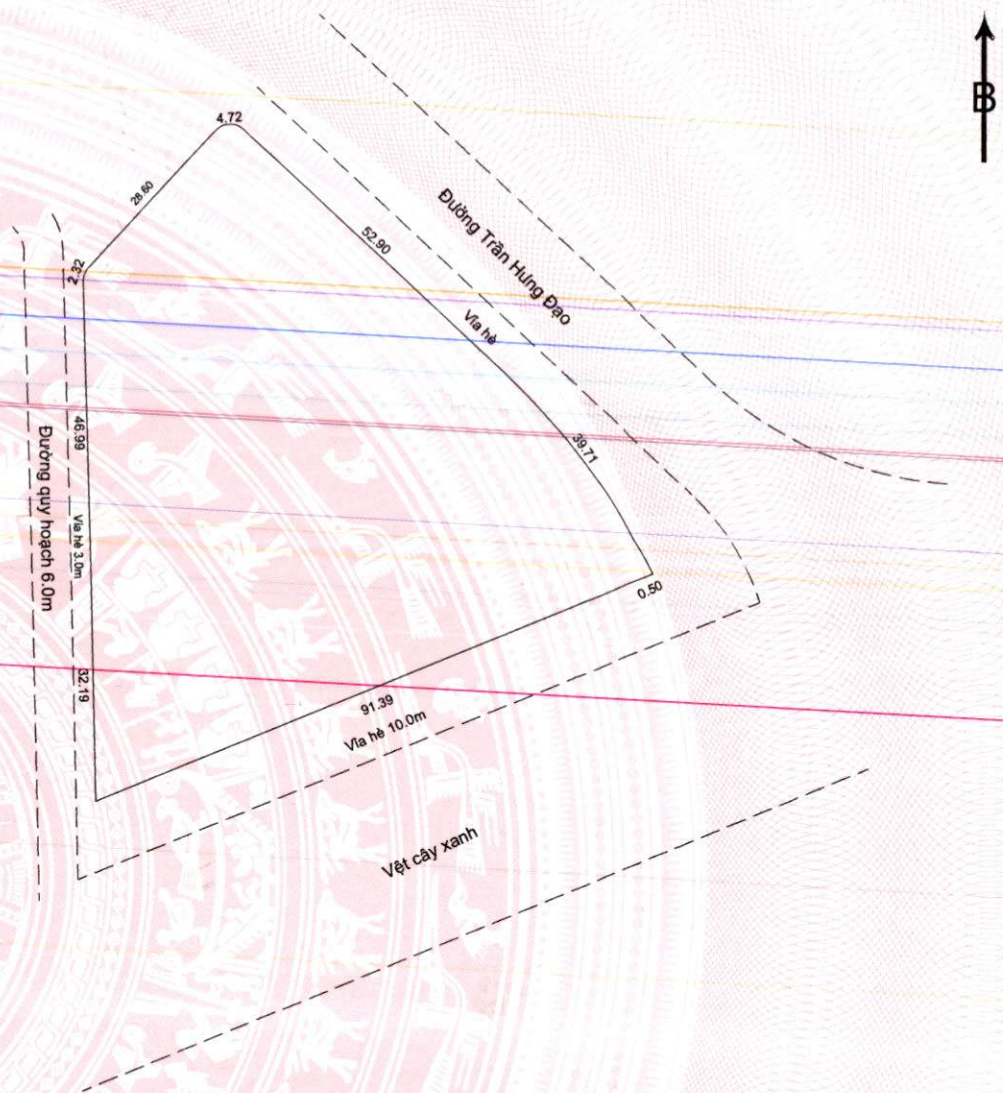 B
4.72
28.60
Đường Trần Hưng Đạo
52.90
2.32
Vỉa hè
46.99
39.71
Đường quy hoạch 6.0m
Vỉa hè 3.0m
0.50
32.19
91.39
Vỉa hè 10.0m
Vệt cây xanh